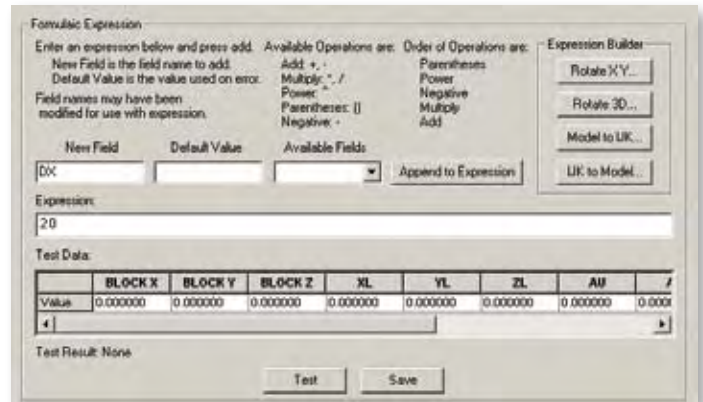 Formulaic Expression
Enter an expression below and press add.
New Field is the field name to add.
Default Value is the value used on error.
Field names may have been
modified for use with expression.
Available Operations are:
Add: +, -
Multiply: *, /
Power: ^
Parentheses: ()
Negative: -
Order of Operations are:
Parentheses
Power
Negative
Multiply
Add
Expression Builder
Rotate XY...
Rotate 3D...
Model to IJK...
IJK to Model...
New Field Default Value Available Fields
DX Append to Expression
Expression:
20
Test Data:
BLOCK X BLOCK Y BLOCK Z XL YL ZL AU
Value 0.000000 0.000000 0.000000 0.000000 0.000000 0.000000 0.000000
Test Result: None
Test Save